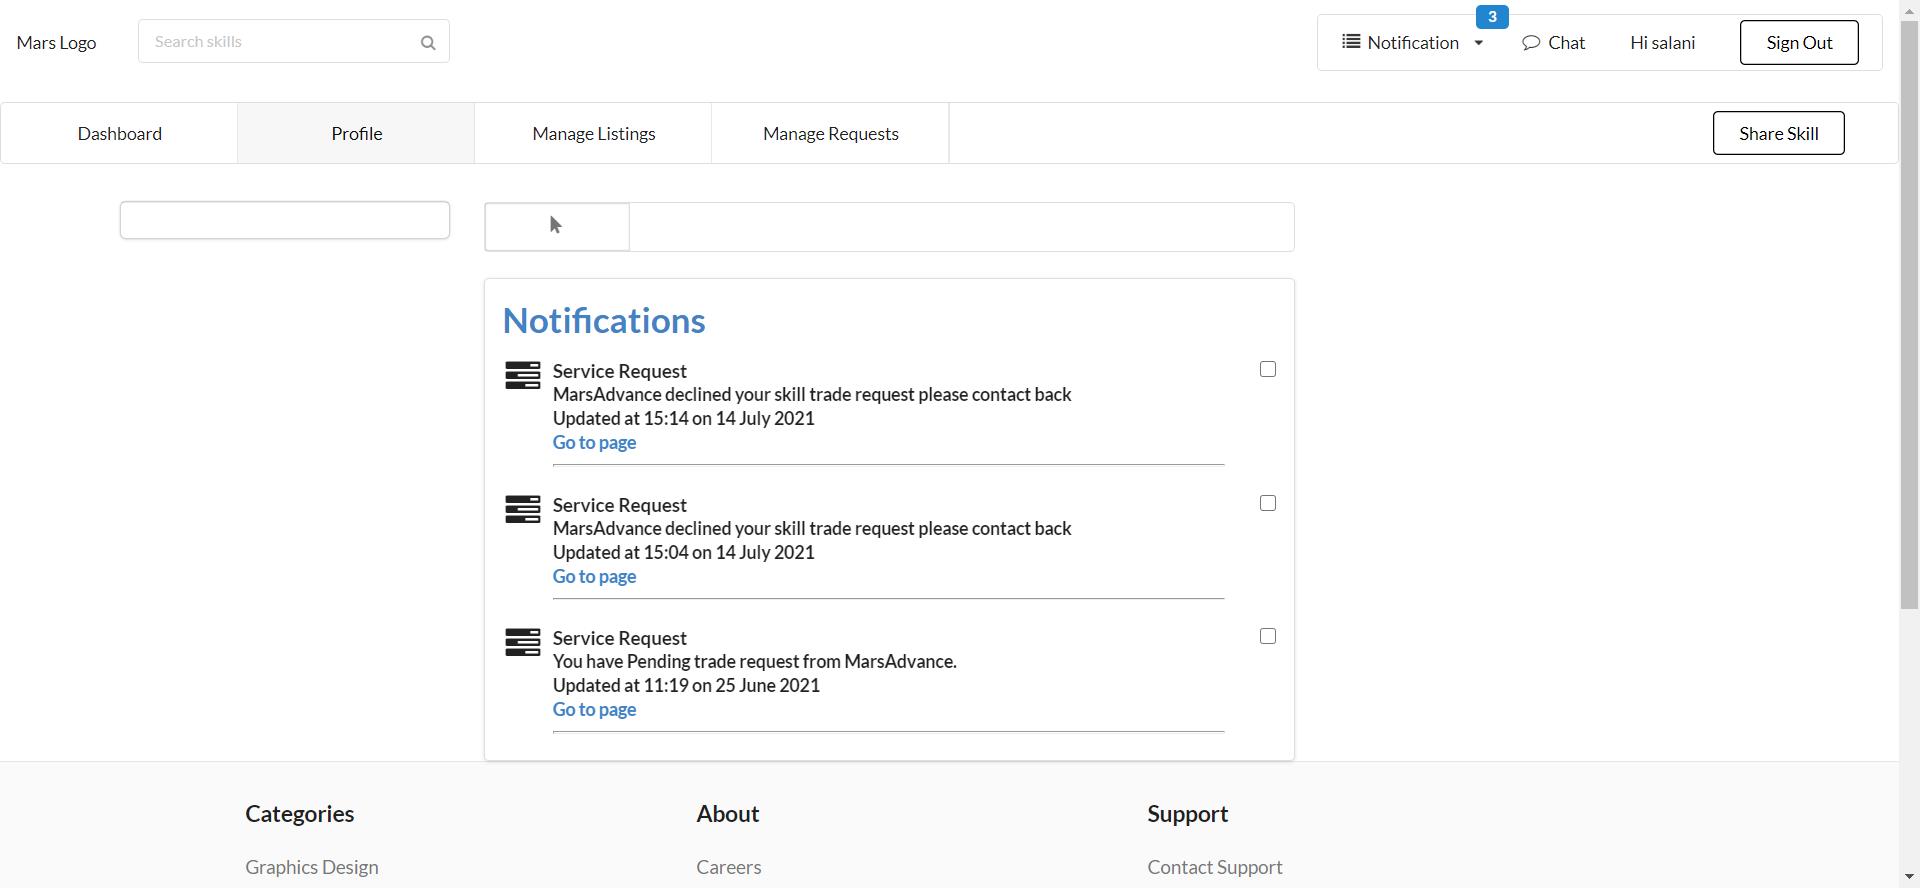 Mars Logo
Search skills
3
Notification
Chat
Hi salani
Sign Out
Dashboard
Profile
Manage Listings
Manage Requests
Share Skill
Notifications
Service Request
MarsAdvance declined your skill trade request please contact back
Updated at 15:14 on 14 July 2021
Go to page
Service Request
MarsAdvance declined your skill trade request please contact back
Updated at 15:04 on 14 July 2021
Go to page
Service Request
You have Pending trade request from MarsAdvance.
Updated at 11:19 on 25 June 2021
Go to page
Categories
About
Support
Graphics Design
Careers
Contact Support